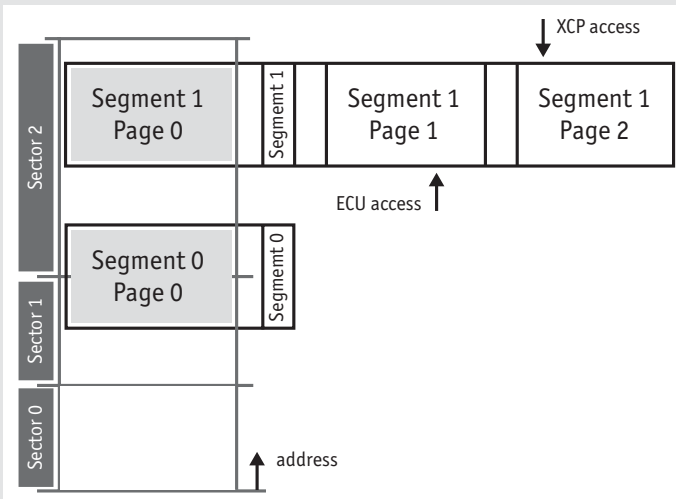 XCP access
Sector 2
Segment 1
Page 0
Segmemt 1
Segment 1
Page 1
Segment 1
Page 2
ECU access
Segment 0
Page 0
Segmemt 0
Sector 1
Sector 0
address